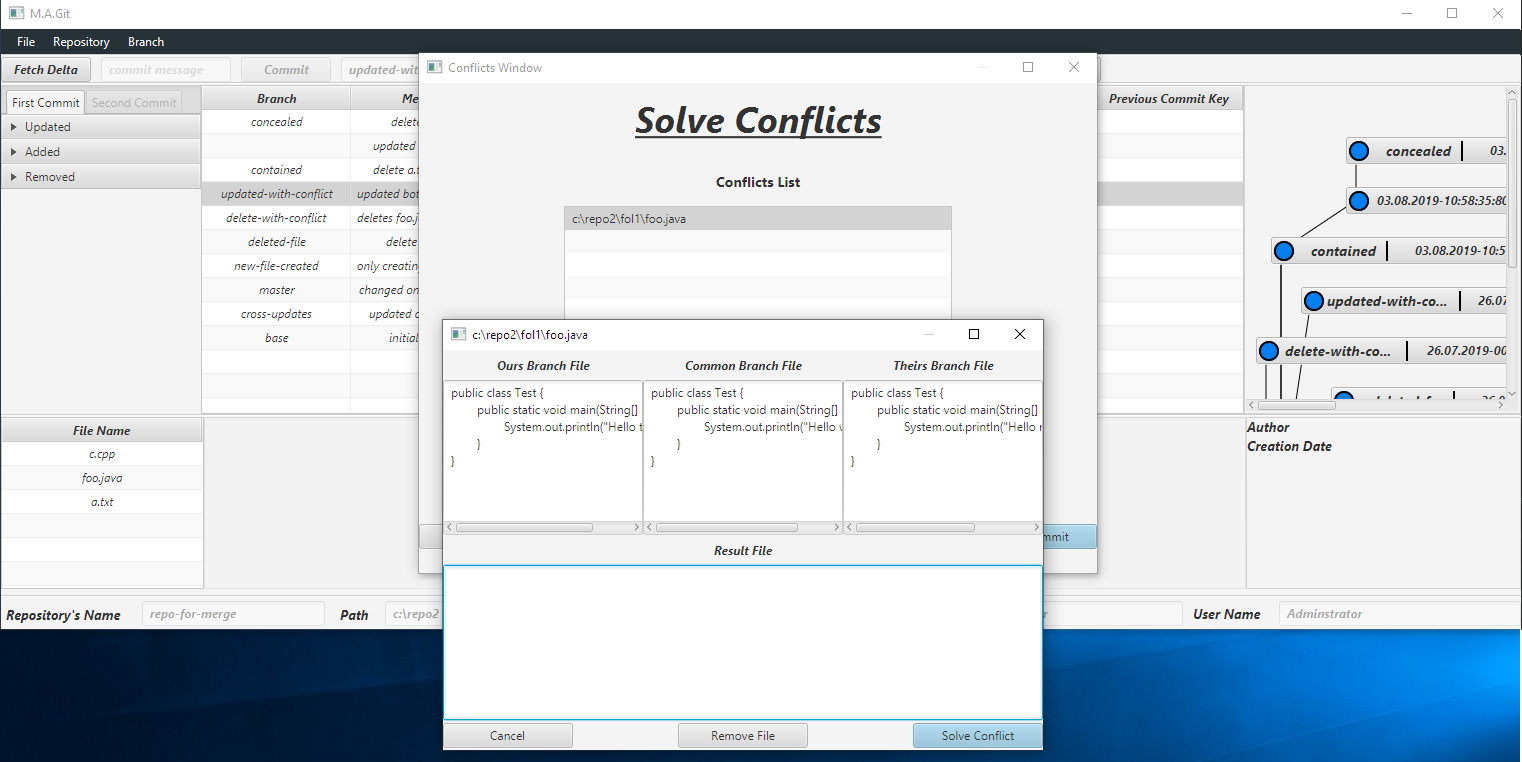 M.A.Git
File Repository Branch
Fetch Delta commit message Commit updated-wit
First Commit Second Commit
Updated
Added
Removed
Branch Me Previous Commit Key
concealed delete
updated
contained delete a.t
updated-with-conflict updated bot
delete-with-conflict deletes foo.j
deleted-file delete
new-file-created only creating
master changed on
cross-updates updated c
base initial
concealed 03.
03.08.2019-10:58:35:80
contained 03.08.2019-10:5
updated-with-co... 26.07
delete-with-co... 26.07.2019-00
Conflicts Window
Solve Conflicts
Conflicts List
c:\repo2\fol1\foo.java
mmit
c:\repo2\fol1\foo.java
Ours Branch File Common Branch File Theirs Branch File
public class Test {
public static void main(String[]
System.out.println("Hello t
}
}
public class Test {
public static void main(String[]
System.out.println("Hello w
}
}
public class Test {
public static void main(String[]
System.out.println("Hello r
}
}
Result File
Cancel Remove File Solve Conflict
File Name
c.cpp
foo.java
a.txt
Author
Creation Date
Repository's Name repo-for-merge Path c:\repo2 User Name Adminstrator